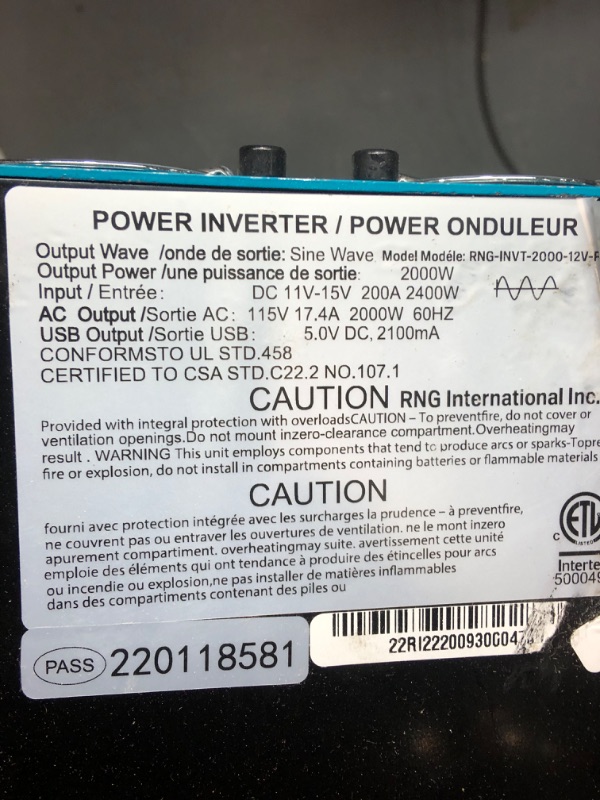 POWER INVERTER / POWER ONDULEUR
Output Wave /onde de sortie: Sine Wave Model Modéle: RNG-INVT-2000-12V-
Output Power /une puissance de sortie: 2000W
Input / Entrée: DC 11V-15V 200A 2400W
AC Output /Sortie AC: 115V 17.4A 2000W 60HZ
USB Output /Sortie USB: 5.0V DC, 2100mA
CONFORMSTO UL STD.458
CERTIFIED TO CSA STD.C22.2 NO.107.1
CAUTION RNG International Inc.
Provided with integral protection with overloadsCAUTION – To preventfire, do not cover or
ventilation openings.Do not mount inzero-clearance compartment.Overheatingmay
result . WARNING This unit employs components that tend to produce arcs or sparks-Topre
fire or explosion, do not install in compartments containing batteries or flammable materials
CAUTION
fourni avec protection intégrée avec les surcharges la prudence – à preventfire,
ne couvrent pas ou entraver les ouvertures de ventilation. ne le mont inzero
apurement compartiment. overheatingmay suite. avertissement cette unité
emploie des éléments qui ont tendance à produire des étincelles pour arcs
ou incendie ou explosion,ne pas installer de matières inflammables
dans des compartiments contenant des piles ou
C ETL
Interte
50004
PASS 220118581
22RI2220093000